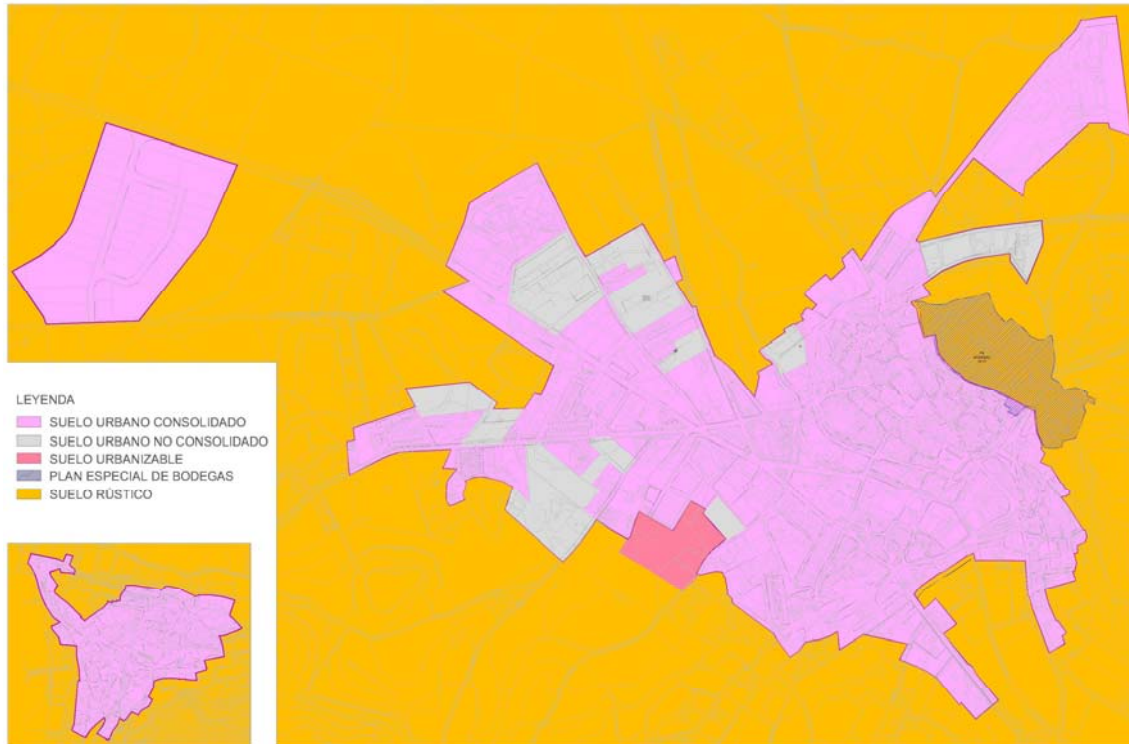 LEYENDA
SUELO URBANO CONSOLIDADO
SUELO URBANO NO CONSOLIDADO
SUELO URBANIZABLE
PLAN ESPECIAL DE BODEGAS
SUELO RÚSTICO